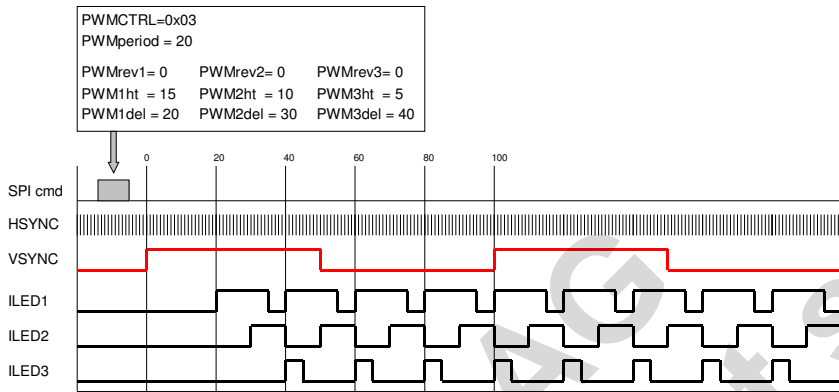 PWMCTRL=0x03
PWMperiod = 20
PWMrev1= 0 PWMrev2= 0 PWMrev3= 0
PWM1ht = 15 PWM2ht = 10 PWM3ht = 5
PWM1del = 20 PWM2del = 30 PWM3del = 40
0 20 40 60 80 100
SPI cmd
HSYNC
VSYNC
ILED1
ILED2
ILED3
AG